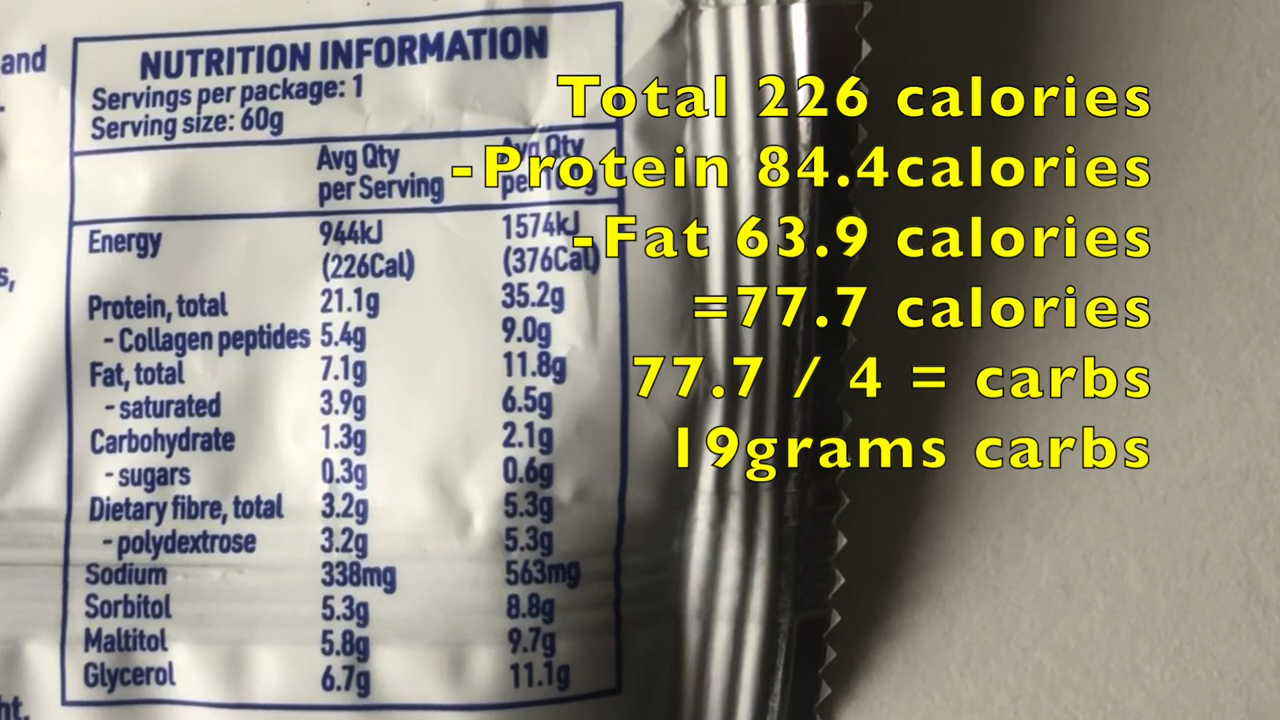 and
s,
ht.
NUTRITION INFORMATION
Servings per package: 1
Serving size: 60g
Avg Qty per Serving
Avg Qty per 100g
Energy 944kJ (226Cal) 1574kJ (376Cal)
Protein, total 21.1g 35.2g
- Collagen peptides 5.4g 9.0g
Fat, total 7.1g 11.8g
- saturated 3.9g 6.5g
Carbohydrate 1.3g 2.1g
- sugars 0.3g 0.6g
Dietary fibre, total 3.2g 5.3g
- polydextrose 3.2g 5.3g
Sodium 338mg 563mg
Sorbitol 5.3g 8.8g
Maltitol 5.8g 9.7g
Glycerol 6.7g 11.1g
Total 226 calories
-Protein 84.4calories
-Fat 63.9 calories
=77.7 calories
77.7 / 4 = carbs
19grams carbs